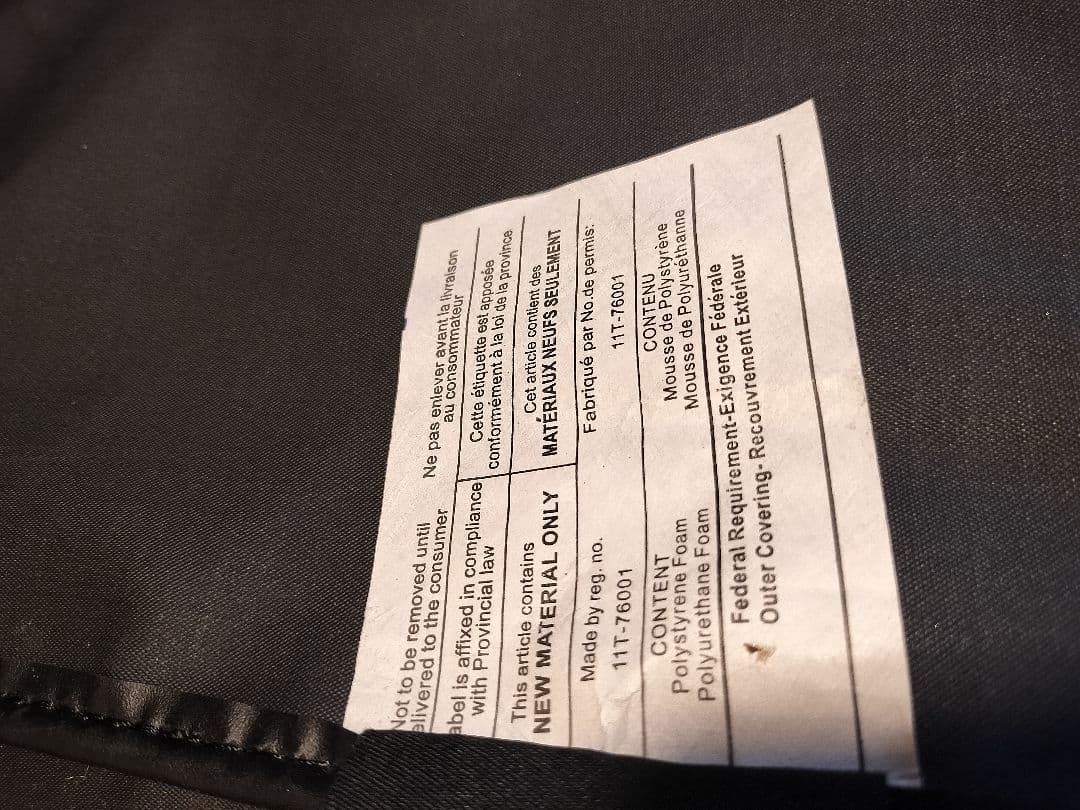 Not to be removed until
delivered to the consumer
Ne pas enlever avant la livraison
au consommateur
label is affixed in compliance
with Provincial law
Cette étiquette est apposée
conformément à la loi de la province
This article contains
NEW MATERIAL ONLY
Cet article contient des
MATÉRIAUX NEUFS SEULEMENT
Made by reg. no.
11T-76001
Fabriqué par No.de permis:
11T-76001
CONTENT
Polystyrene Foam
Polyurethane Foam
CONTENU
Mousse de Polystyrène
Mousse de Polyuréthanne
Federal Requirement-Exigence Fédérale
Outer Covering- Recouvrement Extérieur